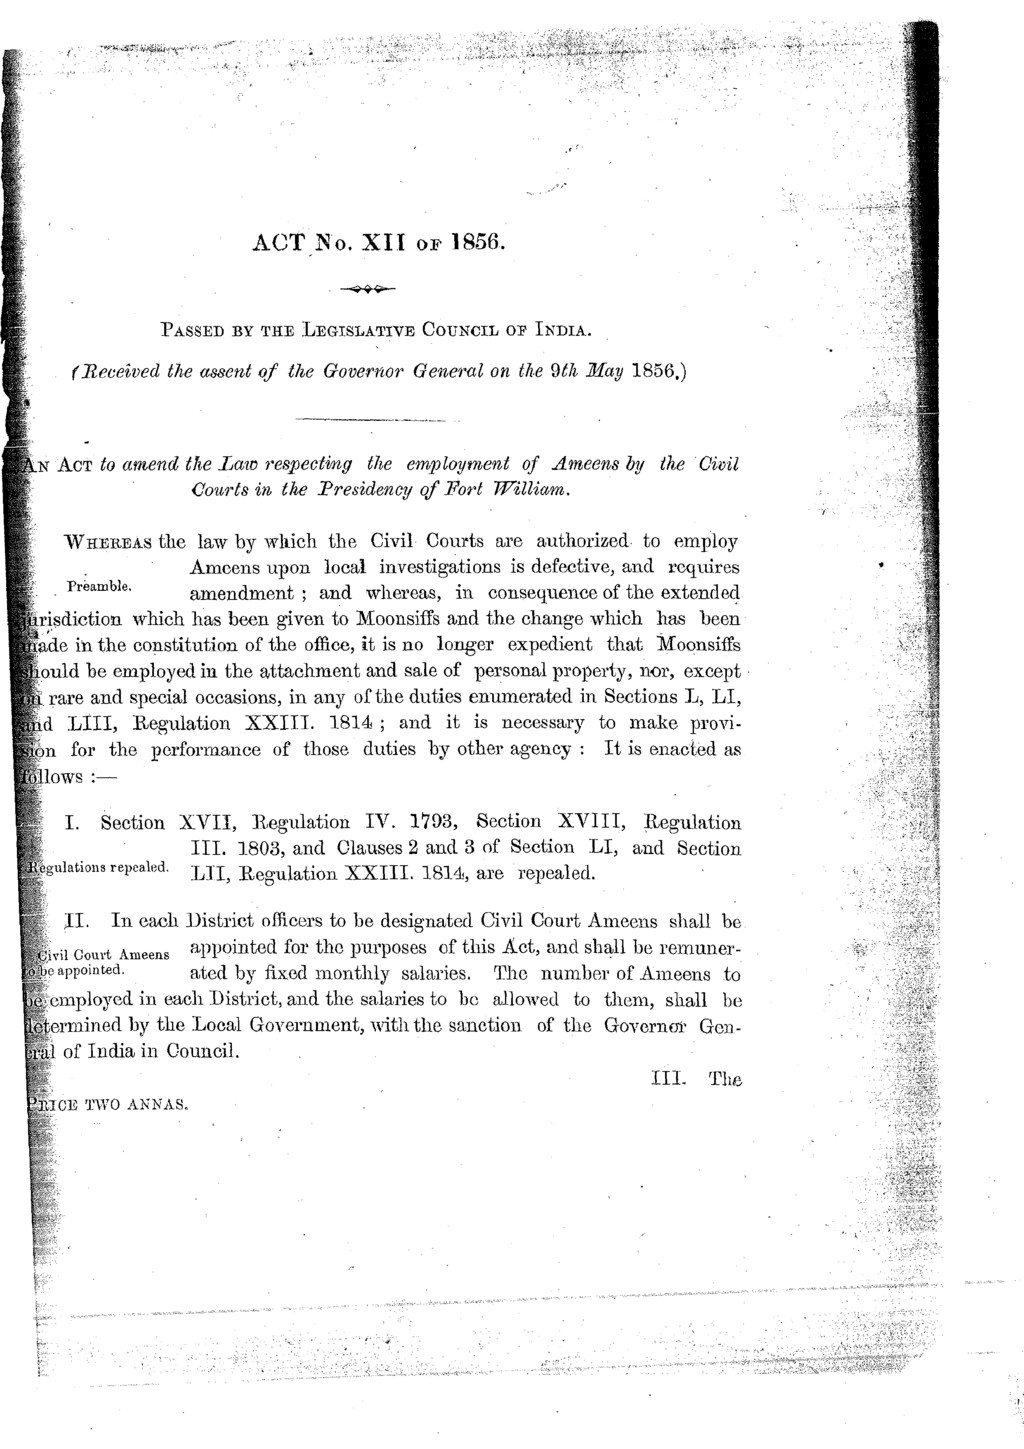 ACT No. XII OF 1856.
PASSED BY THE LEGISLATIVE COUNCIL OF INDIA.
(Received the assent of the Governor General on the 9th May 1856.)
AN ACT to amend the Law respecting the employment of Ameens by the Civil
Courts in the Presidency of Fort William.
WHEREAS the law by which the Civil Courts are authorized to employ
Ameens upon local investigations is defective, and requires
Preamble.
amendment ; and whereas, in consequence of the extended
jurisdiction which has been given to Moonsiffs and the change which has been
made in the constitution of the office, it is no longer expedient that Moonsiffs
should be employed in the attachment and sale of personal property, nor, except
on rare and special occasions, in any of the duties enumerated in Sections L, LI,
and LIII, Regulation XXIII. 1814 ; and it is necessary to make provi-
sion for the performance of those duties by other agency : It is enacted as
follows :—
I. Section XVII, Regulation IV. 1793, Section XVIII, Regulation
III. 1803, and Clauses 2 and 3 of Section LI, and Section
Regulations repealed.
LII, Regulation XXIII. 1814, are repealed.
II. In each District officers to be designated Civil Court Ameens shall be
Civil Court Ameens
appointed for the purposes of this Act, and shall be remuner-
to be appointed.
ated by fixed monthly salaries. The number of Ameens to
be employed in each District, and the salaries to be allowed to them, shall be
determined by the Local Government, with the sanction of the Governor Gen-
eral of India in Council.
III. The
PRICE TWO ANNAS.